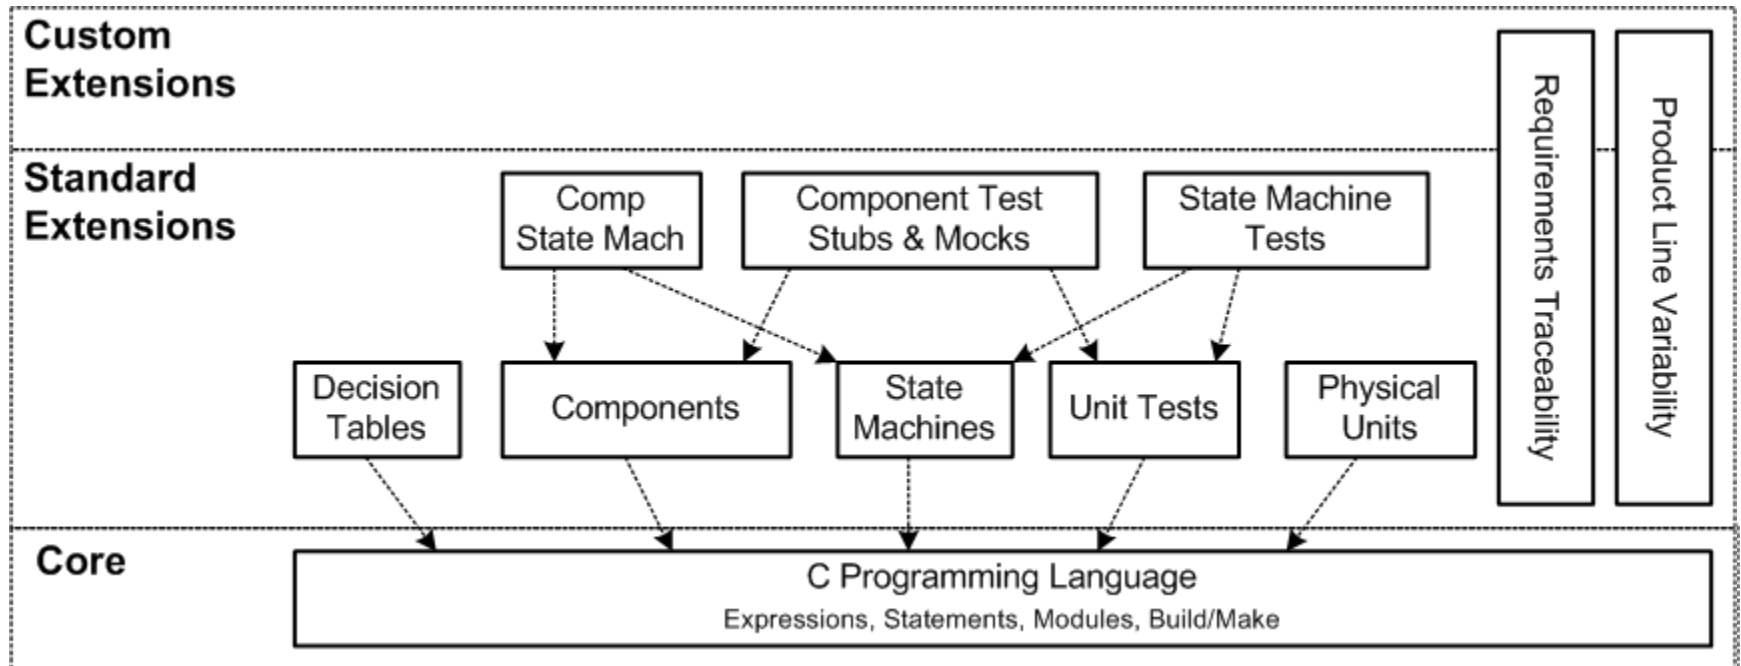 Custom
Extensions
Standard
Extensions
Comp
State Mach
Component Test
Stubs & Mocks
State Machine
Tests
Decision
Tables
Components
State
Machines
Unit Tests
Physical
Units
Requirements Traceability
Product Line Variability
Core
C Programming Language
Expressions, Statements, Modules, Build/Make